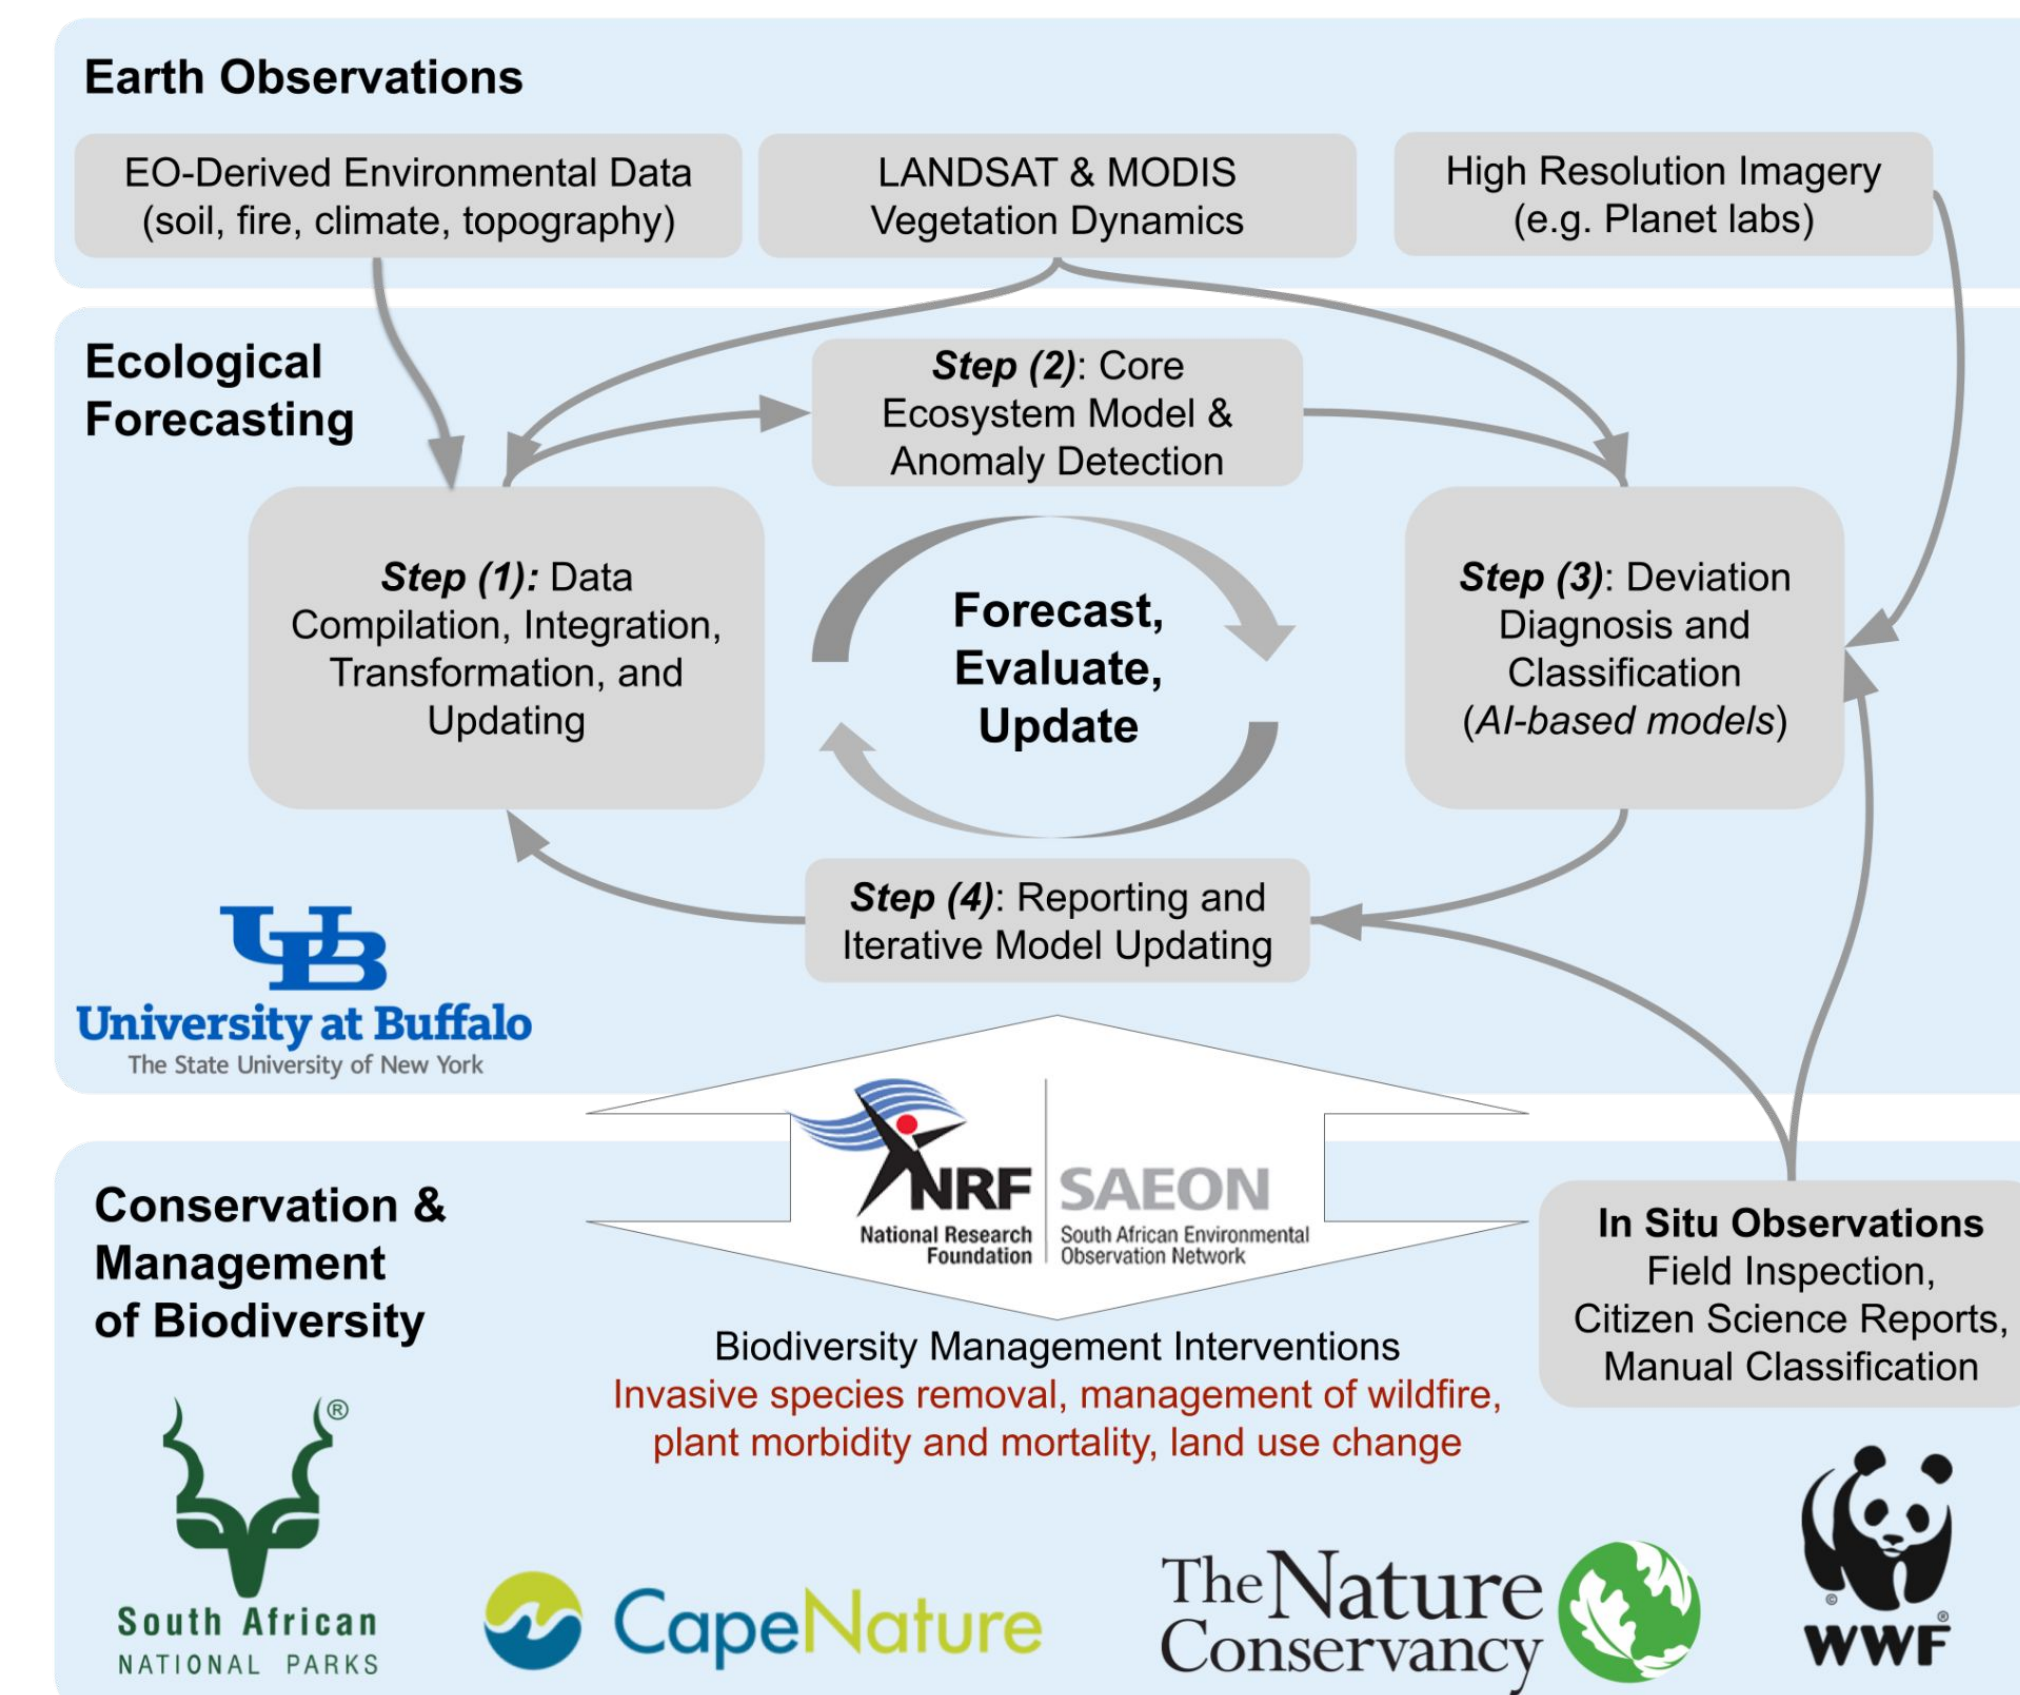 Earth Observations
EO-Derived Environmental Data
(soil, fire, climate, topography)
LANDSAT & MODIS
Vegetation Dynamics
High Resolution Imagery
(e.g. Planet labs)
Ecological
Forecasting
Step (2): Core
Ecosystem Model &
Anomaly Detection
Step (1): Data
Compilation, Integration,
Transformation, and
Updating
Forecast,
Evaluate,
Update
Step (3): Deviation
Diagnosis and
Classification
(AI-based models)
Step (4): Reporting and
Iterative Model Updating
UB
University at Buffalo
The State University of New York
NRF
National Research
Foundation
SAEON
South African Environmental
Observation Network
Conservation &
Management
of Biodiversity
In Situ Observations
Field Inspection,
Citizen Science Reports,
Manual Classification
Biodiversity Management Interventions
Invasive species removal, management of wildfire,
plant morbidity and mortality, land use change
®
South African
NATIONAL PARKS
CapeNature
The Nature
Conservancy
©
®
WWF